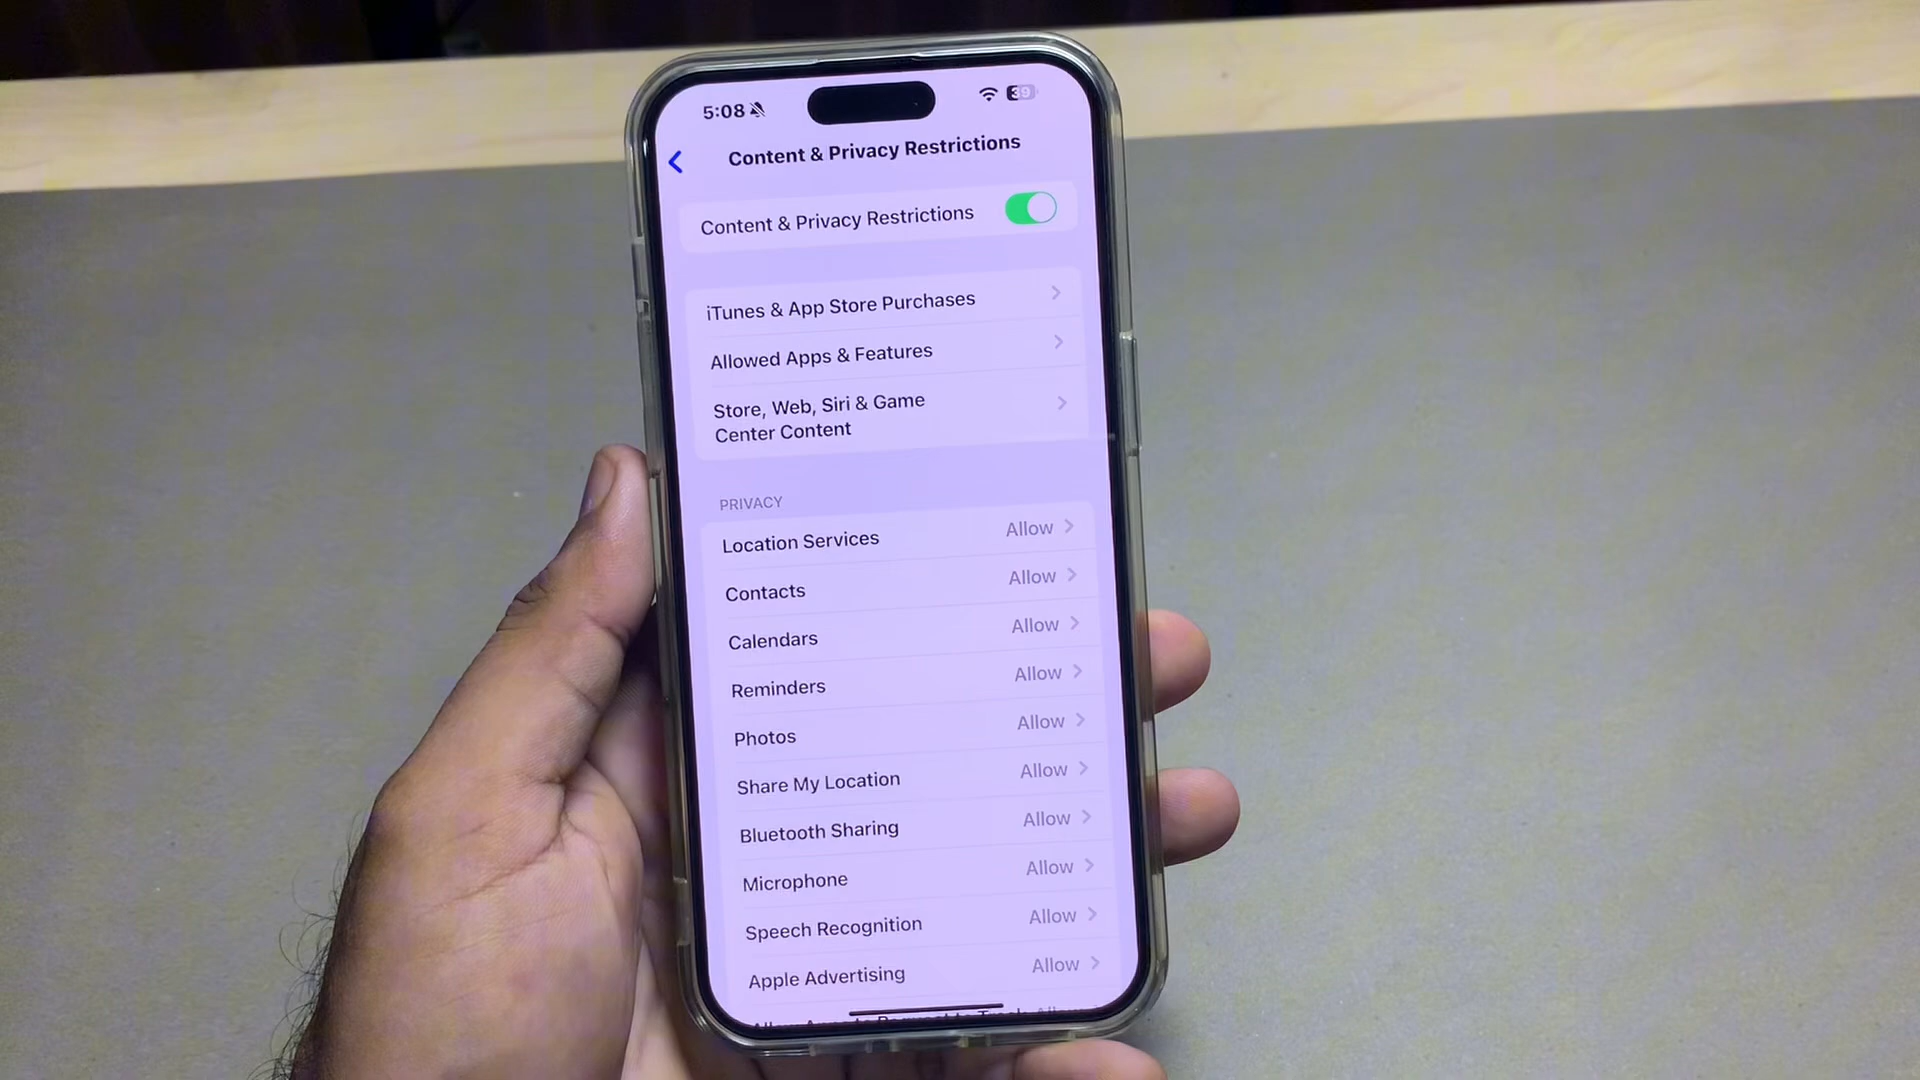 5:08
39
Content & Privacy Restrictions
Content & Privacy Restrictions
iTunes & App Store Purchases
Allowed Apps & Features
Store, Web, Siri & Game
Center Content
PRIVACY
Location Services Allow
Contacts Allow
Calendars Allow
Reminders Allow
Photos Allow
Share My Location Allow
Bluetooth Sharing Allow
Microphone Allow
Speech Recognition Allow
Apple Advertising Allow